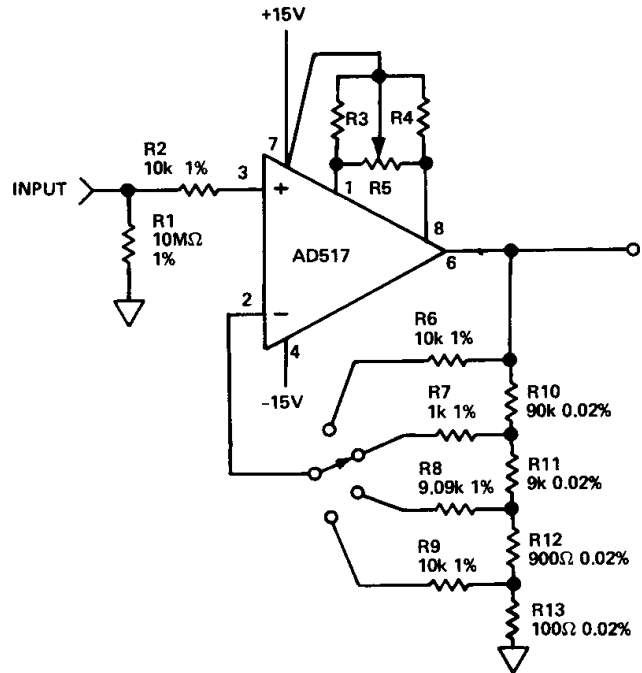 +15V
R3
R4
7
R2
10k 1%
3
INPUT
+
1
R5
R1
10MΩ
1%
8
AD517
6
2
−
R6
10k 1%
4
-15V
R10
90k 0.02%
R7
1k 1%
R11
9k 0.02%
R8
9.09k 1%
R12
900Ω 0.02%
R9
10k 1%
R13
100Ω 0.02%